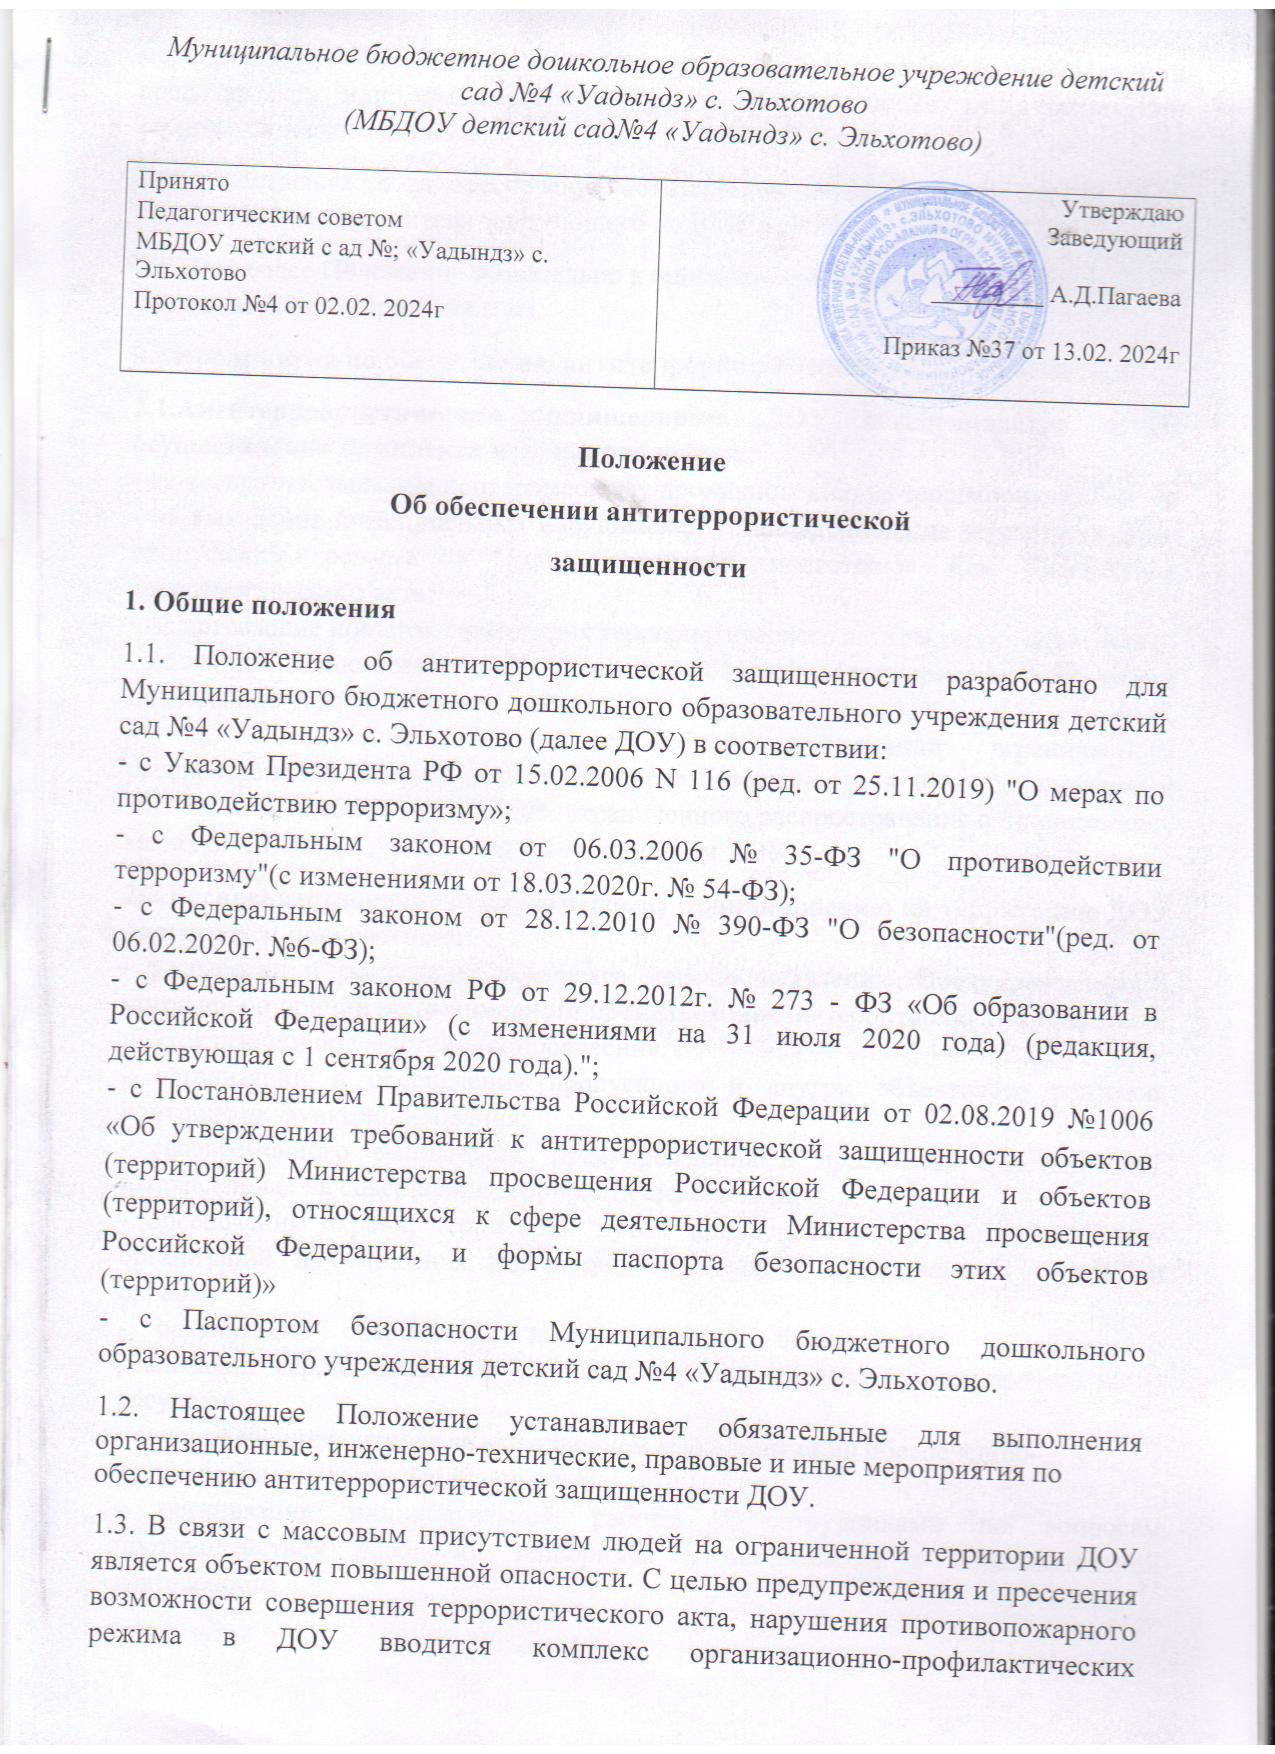 Муниципальное бюджетное дошкольное образовательное учреждение детский
сад №4 «Уадындз» с. Эльхотово
(МБДОУ детский сад№4 «Уадындз» с. Эльхотово)
Принято
Педагогическим советом
МБДОУ детский с ад №; «Уадындз» с.
Эльхотово
Протокол №4 от 02.02. 2024г
Утверждаю
Заведующий
А.Д.Пагаева
Приказ №37 от 13.02. 2024г
Положение
Об обеспечении антитеррористической
защищенности
1. Общие положения
1.1. Положение об антитеррористической защищенности разработано для
Муниципального бюджетного дошкольного образовательного учреждения детский
сад №4 «Уадындз» с. Эльхотово (далее ДОУ) в соответствии:
- с Указом Президента РФ от 15.02.2006 N 116 (ред. от 25.11.2019) "О мерах по
противодействию терроризму»;
- с Федеральным законом от 06.03.2006 № 35-ФЗ "О противодействии
терроризму"(с изменениями от 18.03.2020г. № 54-ФЗ);
- с Федеральным законом от 28.12.2010 № 390-ФЗ "О безопасности"(ред. от
06.02.2020г. №6-ФЗ);
- с Федеральным законом РФ от 29.12.2012г. № 273 - ФЗ «Об образовании в
Российской Федерации» (с изменениями на 31 июля 2020 года) (редакция,
действующая с 1 сентября 2020 года).";
- с Постановлением Правительства Российской Федерации от 02.08.2019 №1006
«Об утверждении требований к антитеррористической защищенности объектов
(территорий) Министерства просвещения Российской Федерации и объектов
(территорий), относящихся к сфере деятельности Министерства просвещения
Российской Федерации, и формы паспорта безопасности этих объектов
(территорий)»
- с Паспортом безопасности Муниципального бюджетного дошкольного
образовательного учреждения детский сад №4 «Уадындз» с. Эльхотово.
1.2. Настоящее Положение устанавливает обязательные для выполнения
организационные, инженерно-технические, правовые и иные мероприятия по
обеспечению антитеррористической защищенности ДОУ.
1.3. В связи с массовым присутствием людей на ограниченной территории ДОУ
является объектом повышенной опасности. С целью предупреждения и пресечения
возможности совершения террористического акта, нарушения противопожарного
режима в ДОУ вводится комплекс организационно-профилактических